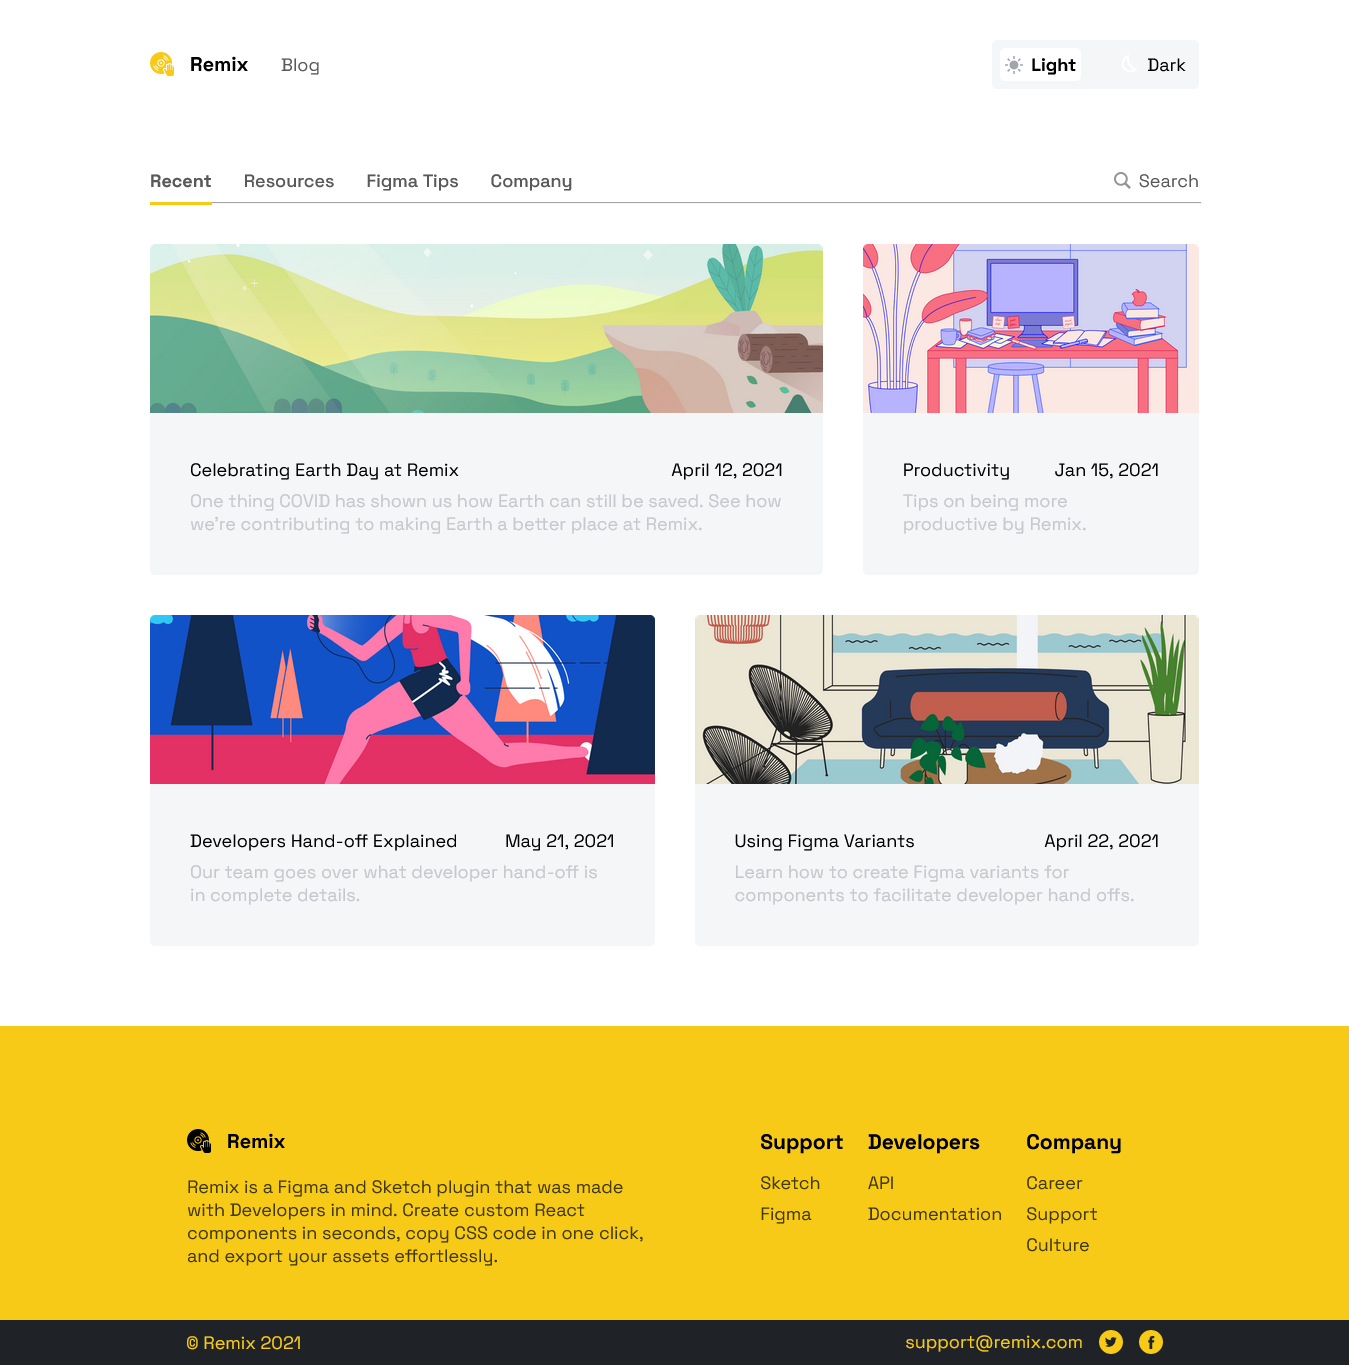 Remix
Blog
Light
Dark
Recent
Resources
Figma Tips
Company
Search
Celebrating Earth Day at Remix
April 12, 2021
One thing COVID has shown us how Earth can still be saved. See how
we're contributing to making Earth a better place at Remix.
Productivity
Jan 15, 2021
Tips on being more
productive by Remix.
Developers Hand-off Explained
May 21, 2021
Our team goes over what developer hand-off is
in complete details.
Using Figma Variants
April 22, 2021
Learn how to create Figma variants for
components to facilitate developer hand offs.
Remix
Remix is a Figma and Sketch plugin that was made
with Developers in mind. Create custom React
components in seconds, copy CSS code in one click,
and export your assets effortlessly.
Support
Sketch
Figma
Developers
API
Documentation
Company
Career
Support
Culture
© Remix 2021
support@remix.com